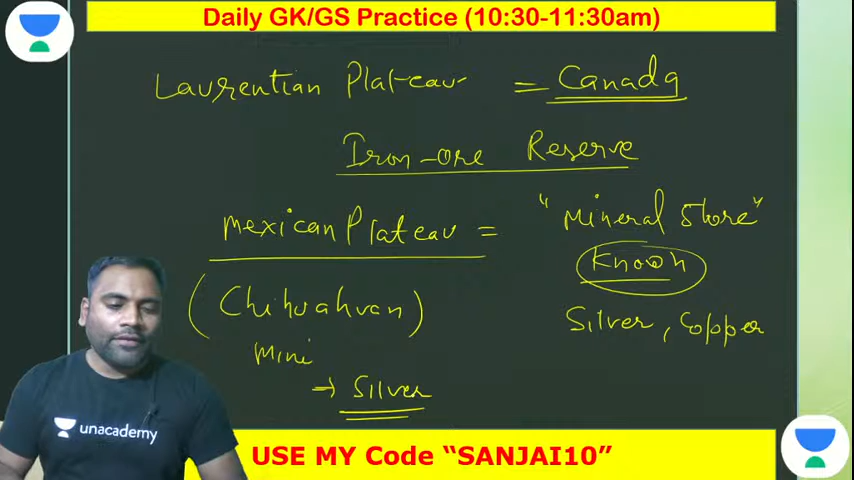 Daily GK/GS Practice (10:30-11:30am)
Laurentian Plateau = Canada
Iron-ore Reserve
Mexican Plateau = "Mineral Store"
Known
(Chihuahuan)
Silver, Copper
Mini
→ Silver
unacademy
USE MY Code “SANJAI10”